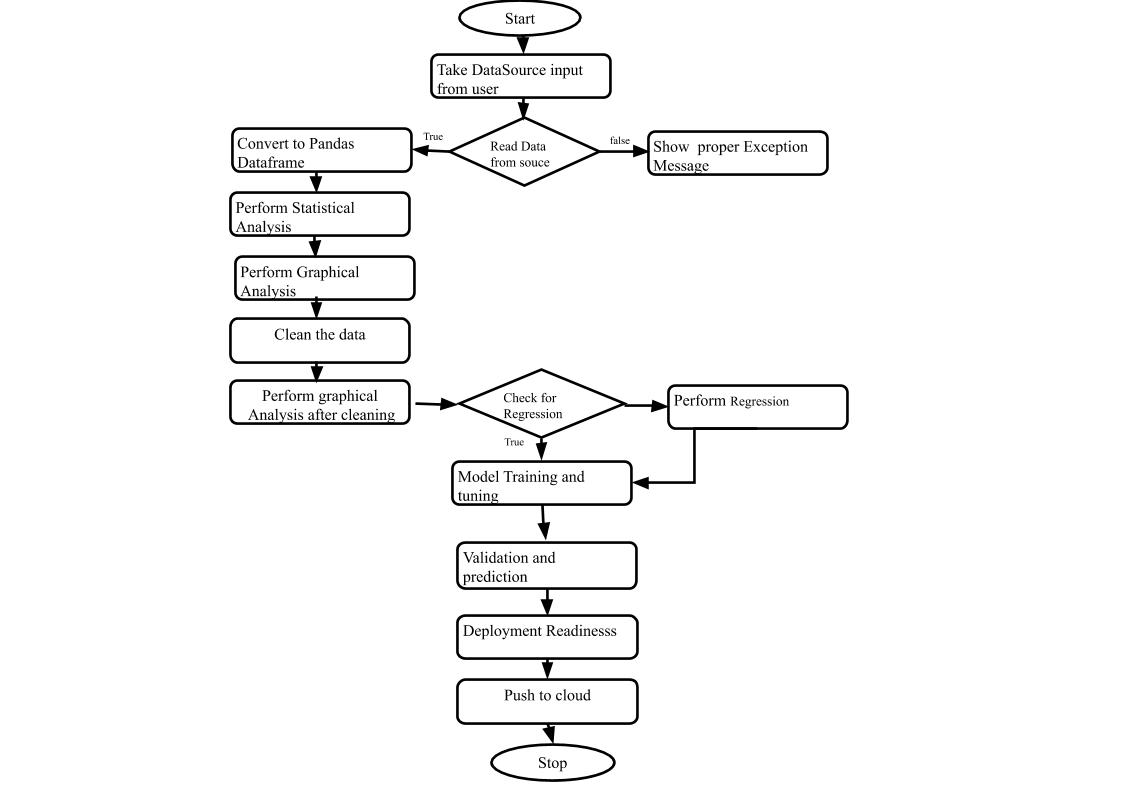 Start
Take DataSource input
from user
True
Read Data
from souce
false
Convert to Pandas
Dataframe
Show  proper Exception
Message
Perform Statistical
Analysis
Perform Graphical
Analysis
Clean the data
Perform graphical
Analysis after cleaning
Check for
Regression
Perform Regression
True
Model Training and
tuning
Validation and
prediction
Deployment Readinesss
Push to cloud
Stop